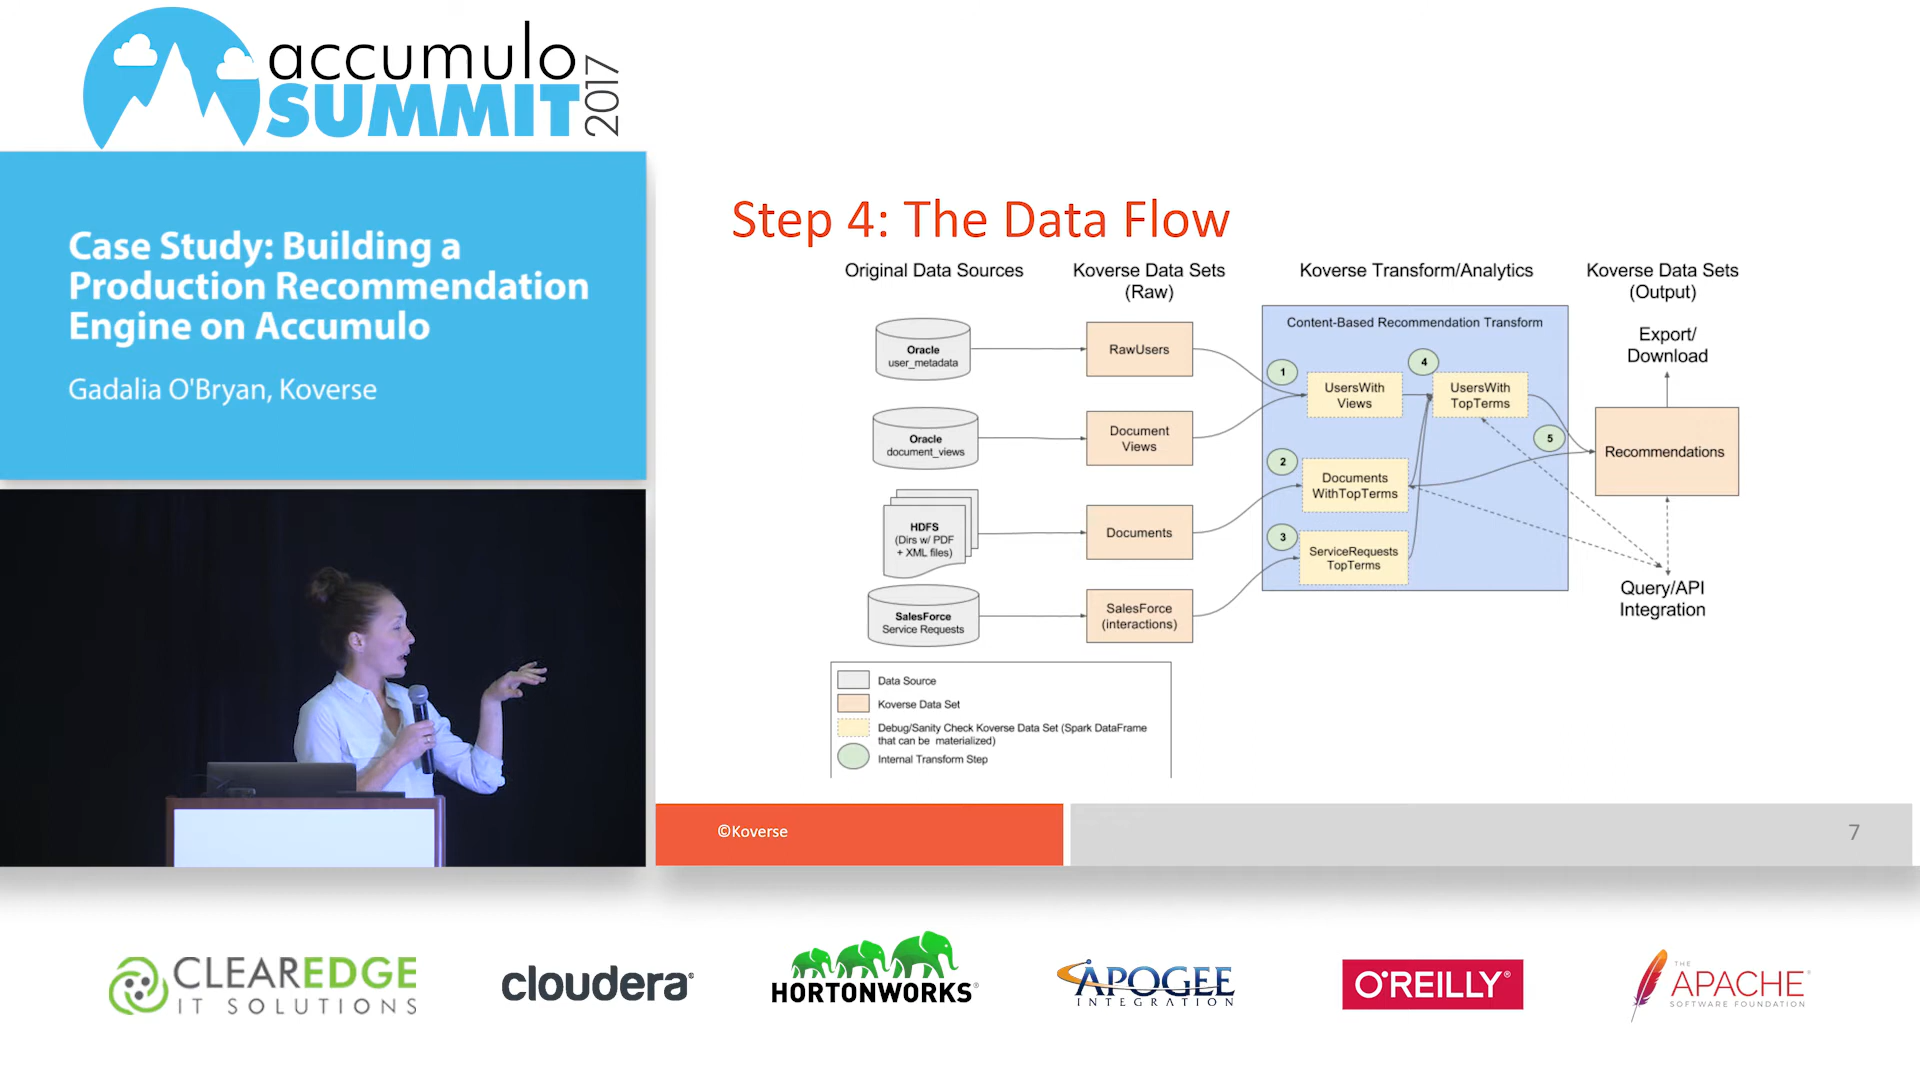 accumulo
SUMMIT
2017
Case Study: Building a
Production Recommendation
Engine on Accumulo
Gadalia O'Bryan, Koverse
Step 4: The Data Flow
Original Data Sources
Koverse Data Sets
(Raw)
Koverse Transform/Analytics
Koverse Data Sets
(Output)
Oracle
user_metadata
RawUsers
Content-Based Recommendation Transform
Export/
Download
1
UsersWith
Views
4
UsersWith
TopTerms
Oracle
document_views
Document
Views
5
Recommendations
2
Documents
WithTopTerms
HDFS
(Dirs w/ PDF
+ XML files)
Documents
3
ServiceRequests
TopTerms
SalesForce
Service Requests
SalesForce
(interactions)
Query/API
Integration
Data Source
Koverse Data Set
Debug/Sanity Check Koverse Data Set (Spark DataFrame
that can be materialized)
Internal Transform Step
©Koverse
7
CLEAREDGE
IT SOLUTIONS
cloudera®
HORTONWORKS®
APOGEE
INTEGRATION
O'REILLY®
THE
APACHE®
SOFTWARE FOUNDATION